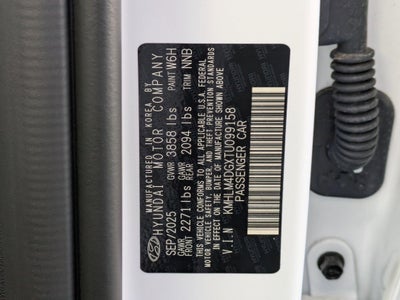 MANUFACTURED IN KOREA BY
HYUNDAI MOTOR COMPANY
SEP/2025 GVWR 3858 lbs PAINT W6H
GAWR FRONT 2271 lbs GAWR REAR 2094 lbs TRIM NNB
THIS VEHICLE CONFORMS TO ALL APPLICABLE U.S.A. FEDERAL
MOTOR VEHICLE SAFETY, BUMPER, AND THEFT PREVENTION
STANDARDS IN EFFECT ON THE DATE OF MANUFACTURE SHOWN ABOVE.
V.I.N KMHLM4DGXTU099158
PASSENGER CAR